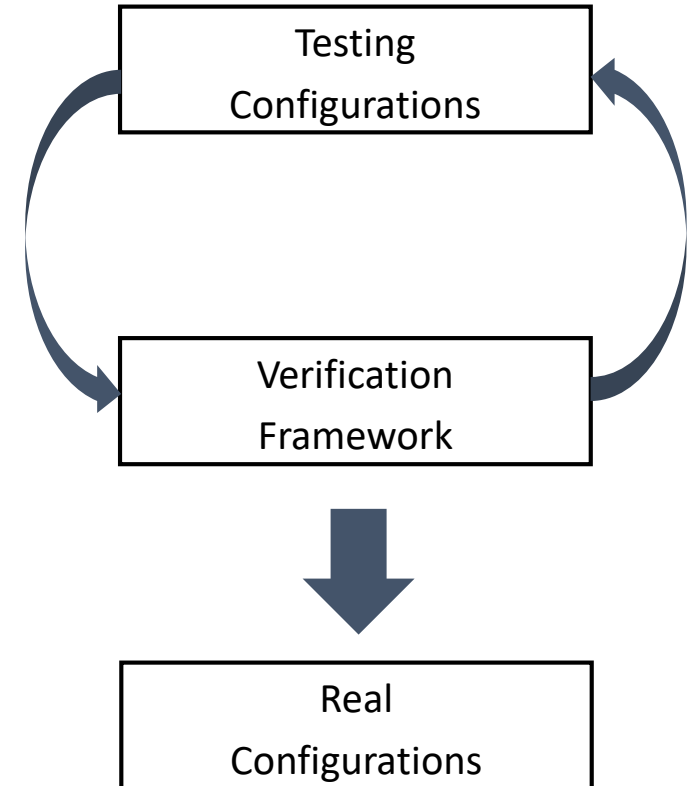 Testing
Configurations
Verification
Framework
Real
Configurations